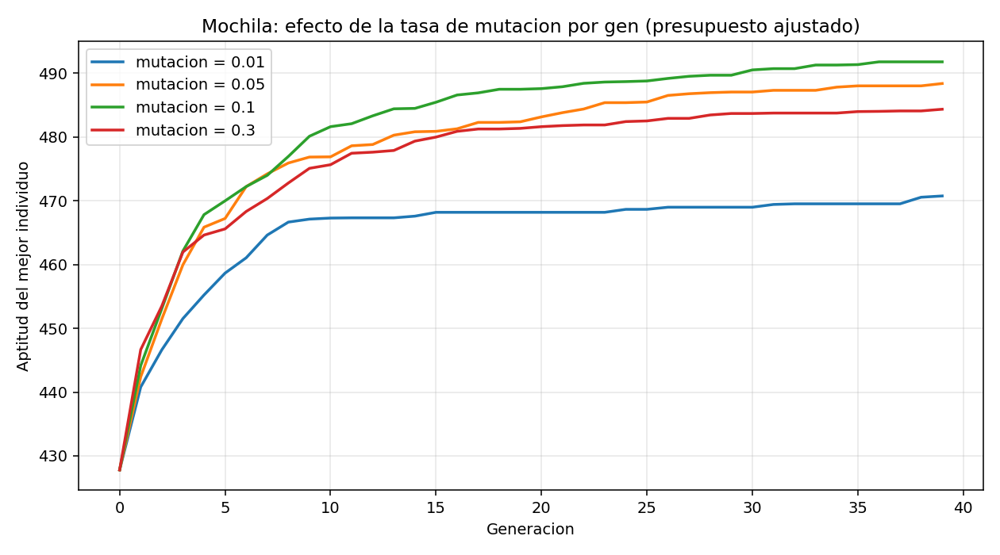 Mochila: efecto de la tasa de mutacion por gen (presupuesto ajustado)
mutacion = 0.01
mutacion = 0.05
mutacion = 0.1
mutacion = 0.3
Aptitud del mejor individuo
490
480
470
460
450
440
430
0 5 10 15 20 25 30 35 40
Generacion